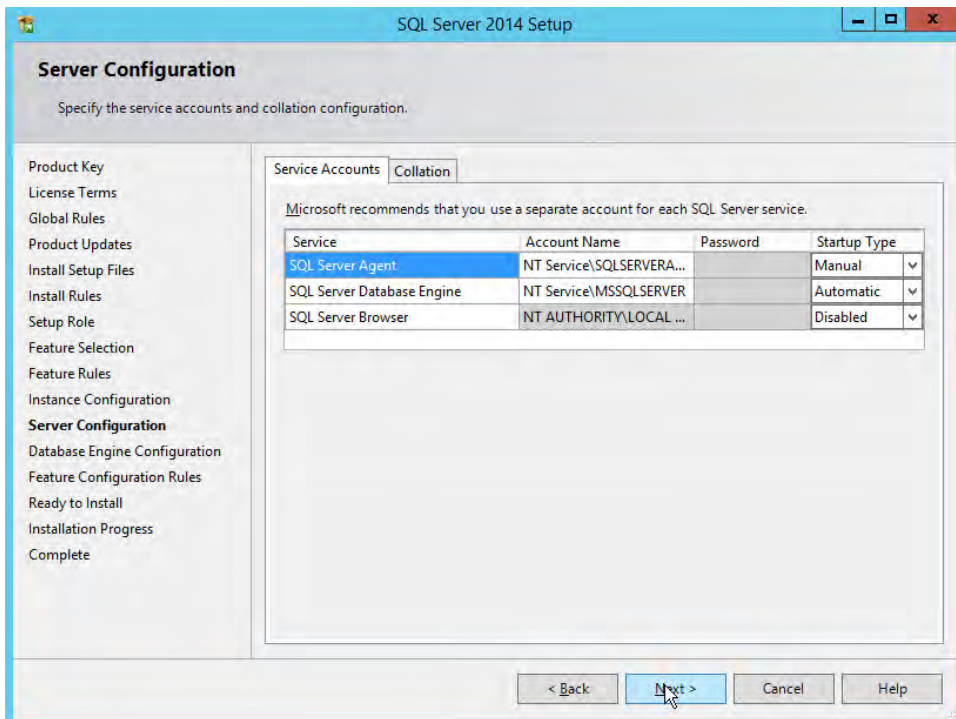 SQL Server 2014 Setup
Server Configuration
Specify the service accounts and collation configuration.
Product Key
License Terms
Global Rules
Product Updates
Install Setup Files
Install Rules
Setup Role
Feature Selection
Feature Rules
Instance Configuration
Server Configuration
Database Engine Configuration
Feature Configuration Rules
Ready to Install
Installation Progress
Complete
Service Accounts Collation
Microsoft recommends that you use a separate account for each SQL Server service.
Service Account Name Password Startup Type
SQL Server Agent NT Service\SQLSERVERA... Manual
SQL Server Database Engine NT Service\MSSQLSERVER Automatic
SQL Server Browser NT AUTHORITY\LOCAL ... Disabled
< Back Next > Cancel Help